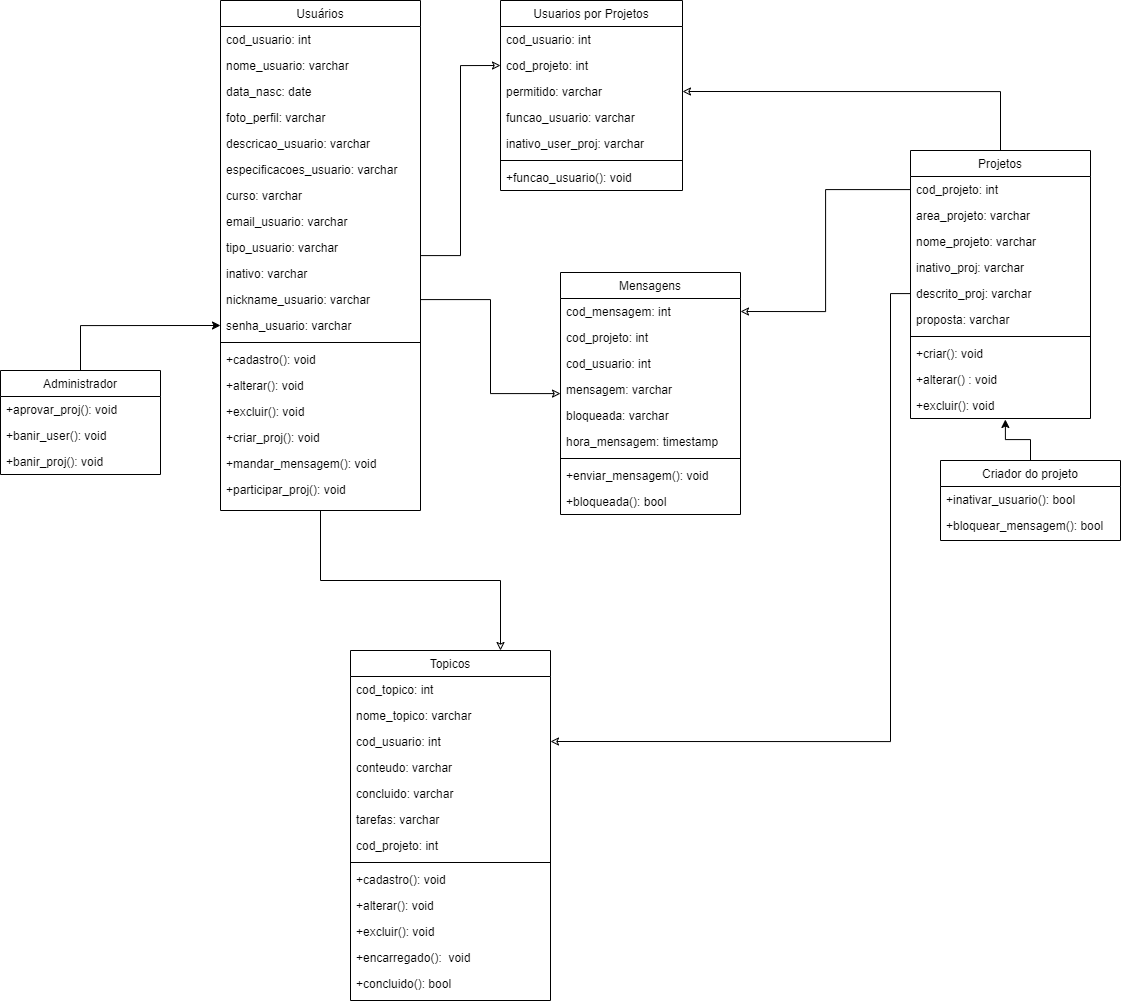 Usuários
cod_usuario: int
nome_usuario: varchar
data_nasc: date
foto_perfil: varchar
descricao_usuario: varchar
especificacoes_usuario: varchar
curso: varchar
email_usuario: varchar
tipo_usuario: varchar
inativo: varchar
nickname_usuario: varchar
senha_usuario: varchar
+cadastro(): void
+alterar(): void
+excluir(): void
+criar_proj(): void
+mandar_mensagem(): void
+participar_proj(): void
Usuarios por Projetos
cod_usuario: int
cod_projeto: int
permitido: varchar
funcao_usuario: varchar
inativo_user_proj: varchar
+funcao_usuario(): void
Projetos
cod_projeto: int
area_projeto: varchar
nome_projeto: varchar
inativo_proj: varchar
descrito_proj: varchar
proposta: varchar
+criar(): void
+alterar() : void
+excluir(): void
Mensagens
cod_mensagem: int
cod_projeto: int
cod_usuario: int
mensagem: varchar
bloqueada: varchar
hora_mensagem: timestamp
+enviar_mensagem(): void
+bloqueada(): bool
Administrador
+aprovar_proj(): void
+banir_user(): void
+banir_proj(): void
Criador do projeto
+inativar_usuario(): bool
+bloquear_mensagem(): bool
Topicos
cod_topico: int
nome_topico: varchar
cod_usuario: int
conteudo: varchar
concluido: varchar
tarefas: varchar
cod_projeto: int
+cadastro(): void
+alterar(): void
+excluir(): void
+encarregado():  void
+concluido(): bool